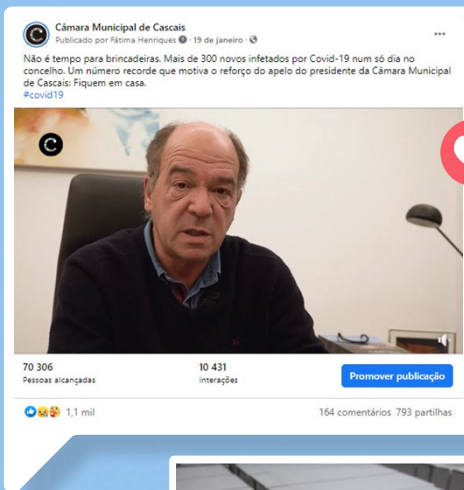 Câmara Municipal de Cascais
Publicado por Fátima Henriques · 19 de janeiro ·
Não é tempo para brincadeiras. Mais de 300 novos infetados por Covid-19 num só dia no
concelho. Um número recorde que motiva o reforço do apelo do presidente da Câmara Municipal
de Cascais: Fiquem em casa.
#covid19
70 306
Pessoas alcançadas
10 431
Interações
Promover publicação
1,1 mil
164 comentários 793 partilhas